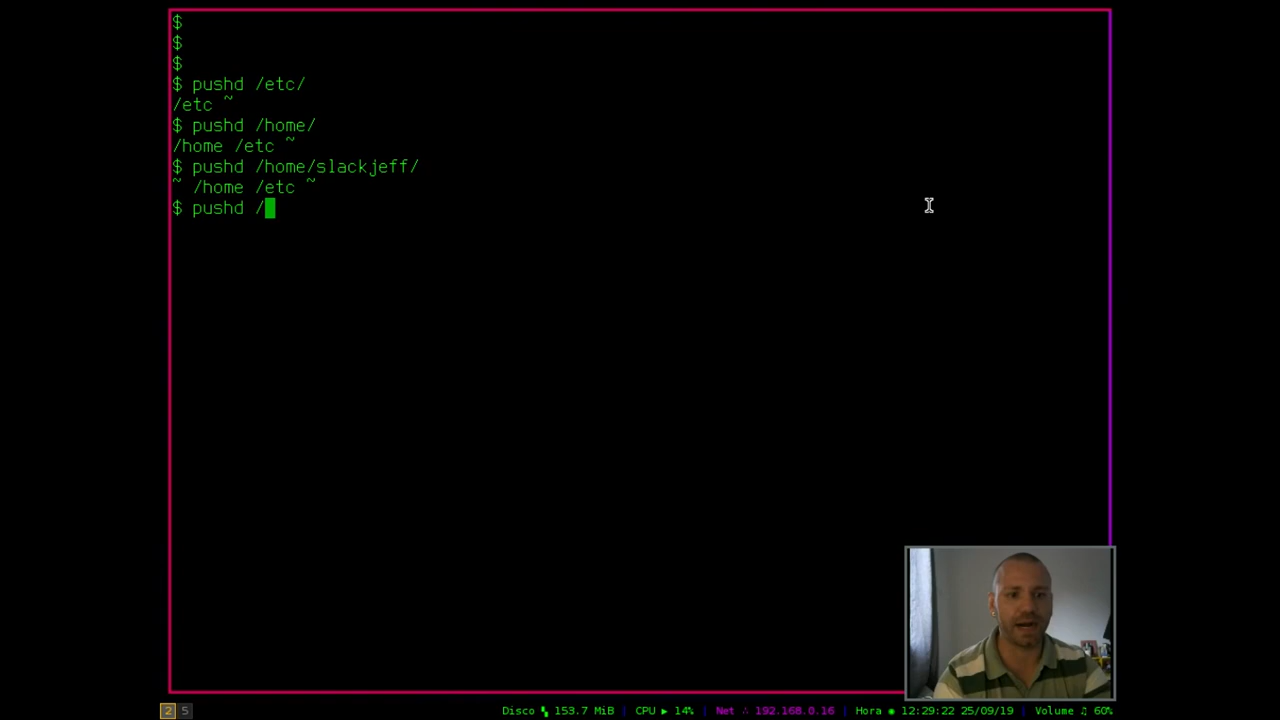 $
$
$
$ pushd /etc/
/etc ~
$ pushd /home/
/home /etc ~
$ pushd /home/slackjeff/
~ /home /etc ~
$ pushd /
2 5 Disco 153.7 MiB | CPU ▶ 14% | Net ∴ 192.168.0.16 | Hora ◉ 12:29:22 25/09/19 | Volume ♫ 60%